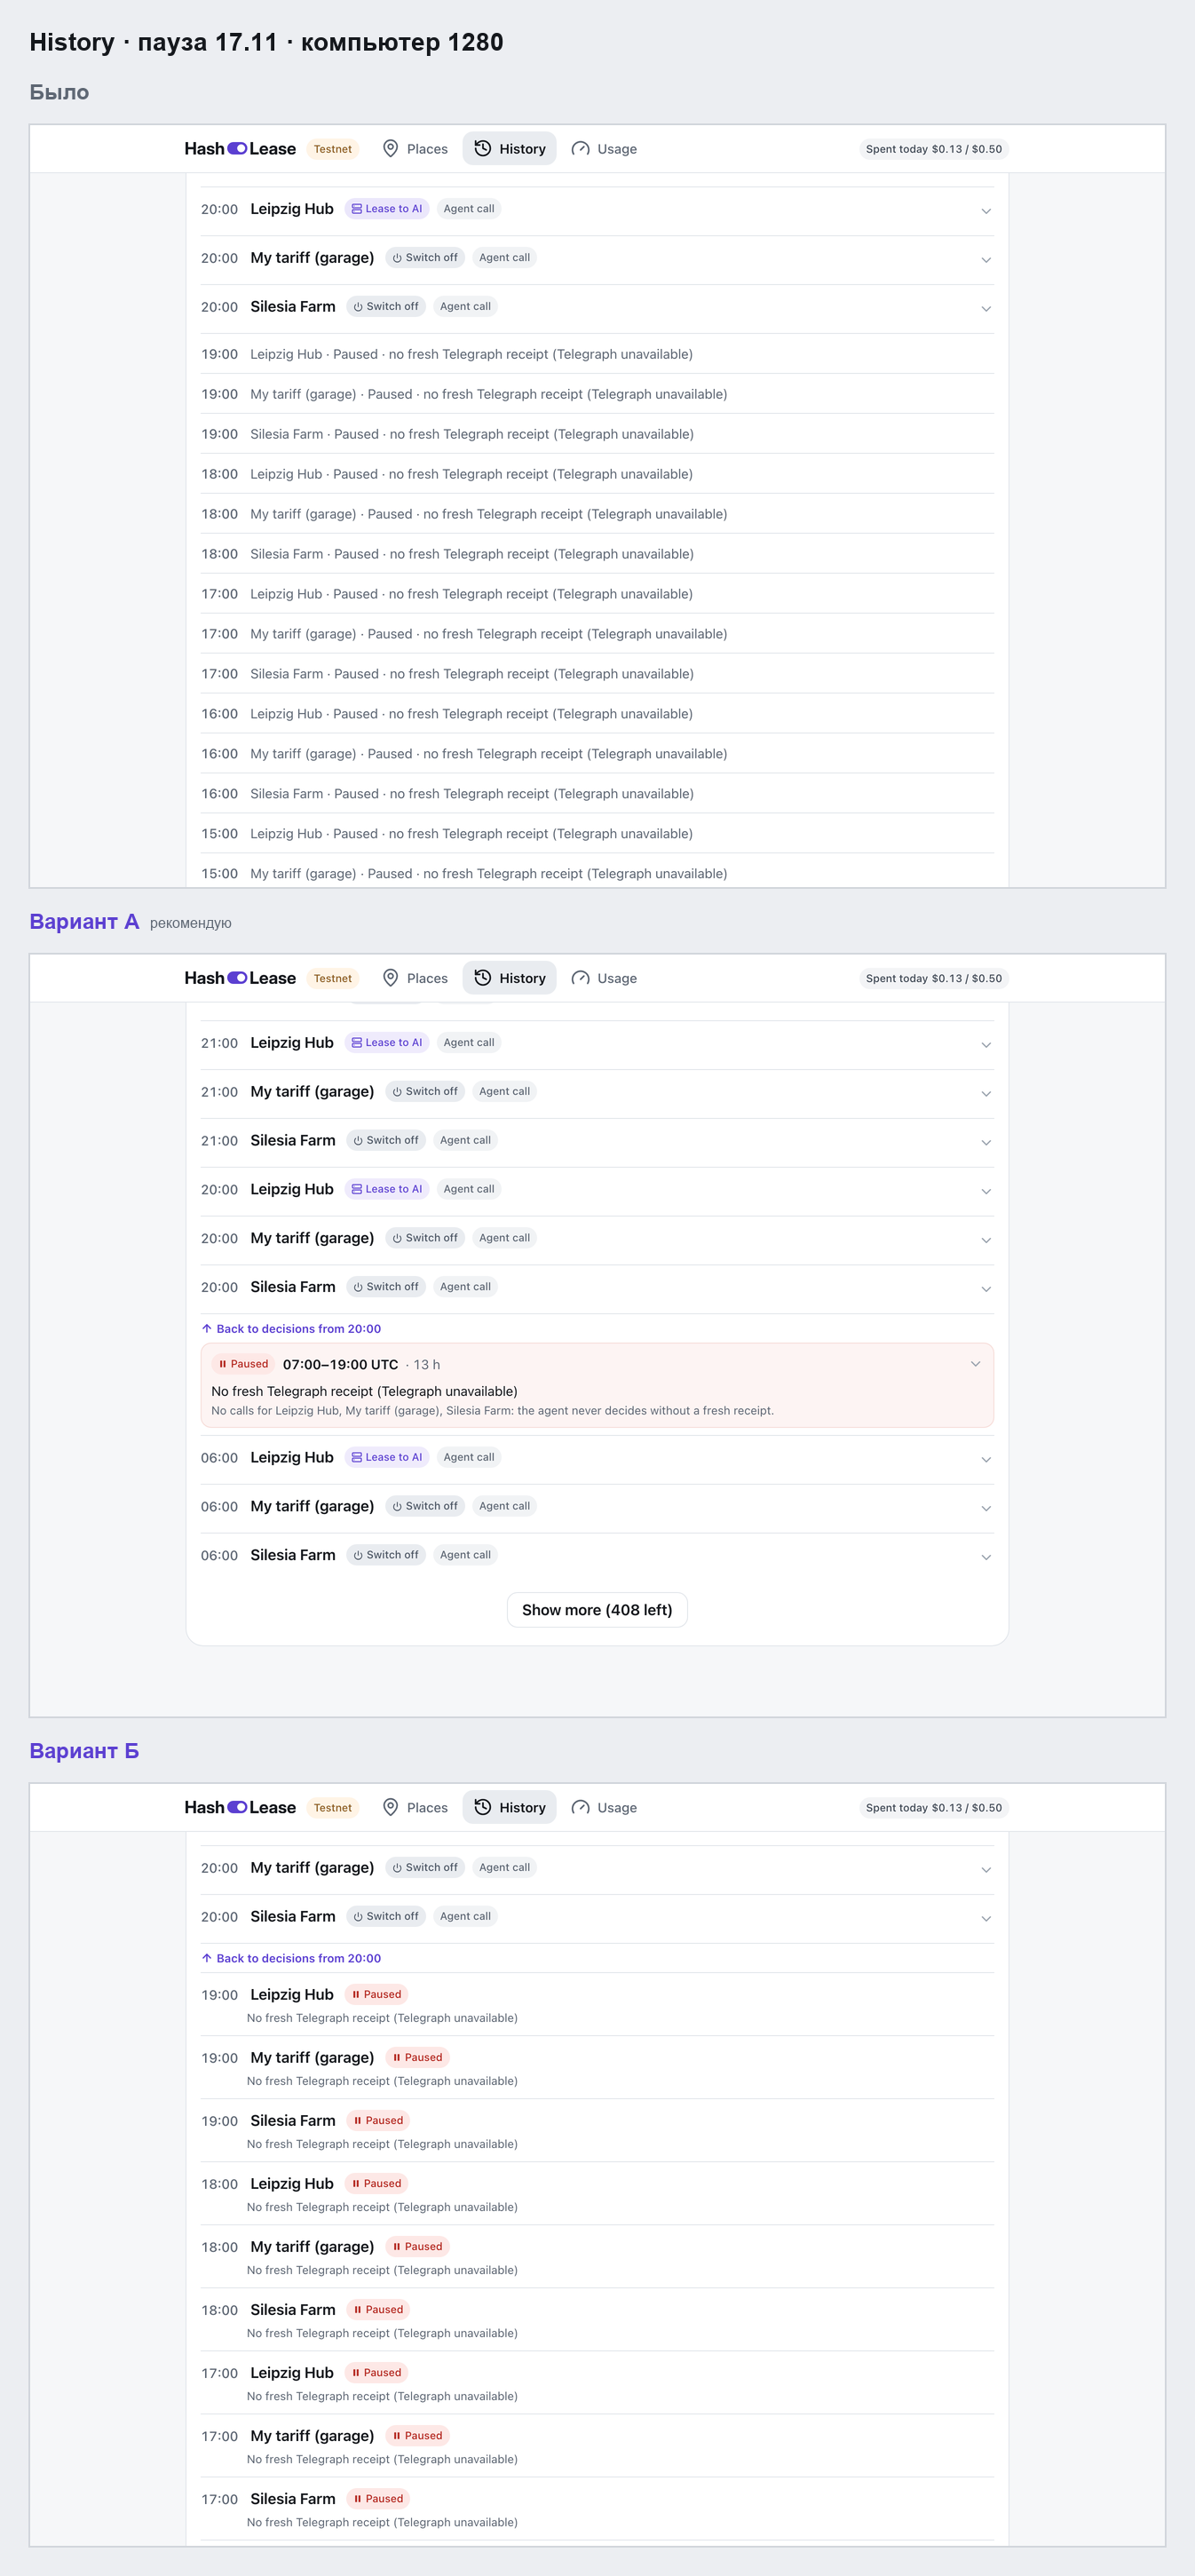 History · пауза 17.11 · компьютер 1280
Было
Hash Lease Testnet Places History Usage Spent today $0.13 / $0.50
20:00 Leipzig Hub Lease to AI Agent call
20:00 My tariff (garage) Switch off Agent call
20:00 Silesia Farm Switch off Agent call
19:00 Leipzig Hub · Paused · no fresh Telegraph receipt (Telegraph unavailable)
19:00 My tariff (garage) · Paused · no fresh Telegraph receipt (Telegraph unavailable)
19:00 Silesia Farm · Paused · no fresh Telegraph receipt (Telegraph unavailable)
18:00 Leipzig Hub · Paused · no fresh Telegraph receipt (Telegraph unavailable)
18:00 My tariff (garage) · Paused · no fresh Telegraph receipt (Telegraph unavailable)
18:00 Silesia Farm · Paused · no fresh Telegraph receipt (Telegraph unavailable)
17:00 Leipzig Hub · Paused · no fresh Telegraph receipt (Telegraph unavailable)
17:00 My tariff (garage) · Paused · no fresh Telegraph receipt (Telegraph unavailable)
17:00 Silesia Farm · Paused · no fresh Telegraph receipt (Telegraph unavailable)
16:00 Leipzig Hub · Paused · no fresh Telegraph receipt (Telegraph unavailable)
16:00 My tariff (garage) · Paused · no fresh Telegraph receipt (Telegraph unavailable)
16:00 Silesia Farm · Paused · no fresh Telegraph receipt (Telegraph unavailable)
15:00 Leipzig Hub · Paused · no fresh Telegraph receipt (Telegraph unavailable)
15:00 My tariff (garage) · Paused · no fresh Telegraph receipt (Telegraph unavailable)
Вариант А рекомендую
Hash Lease Testnet Places History Usage Spent today $0.13 / $0.50
21:00 Leipzig Hub Lease to AI Agent call
21:00 My tariff (garage) Switch off Agent call
21:00 Silesia Farm Switch off Agent call
20:00 Leipzig Hub Lease to AI Agent call
20:00 My tariff (garage) Switch off Agent call
20:00 Silesia Farm Switch off Agent call
↑ Back to decisions from 20:00
Paused 07:00–19:00 UTC · 13 h
No fresh Telegraph receipt (Telegraph unavailable)
No calls for Leipzig Hub, My tariff (garage), Silesia Farm: the agent never decides without a fresh receipt.
06:00 Leipzig Hub Lease to AI Agent call
06:00 My tariff (garage) Switch off Agent call
06:00 Silesia Farm Switch off Agent call
Show more (408 left)
Вариант Б
Hash Lease Testnet Places History Usage Spent today $0.13 / $0.50
20:00 My tariff (garage) Switch off Agent call
20:00 Silesia Farm Switch off Agent call
↑ Back to decisions from 20:00
19:00 Leipzig Hub Paused
No fresh Telegraph receipt (Telegraph unavailable)
19:00 My tariff (garage) Paused
No fresh Telegraph receipt (Telegraph unavailable)
19:00 Silesia Farm Paused
No fresh Telegraph receipt (Telegraph unavailable)
18:00 Leipzig Hub Paused
No fresh Telegraph receipt (Telegraph unavailable)
18:00 My tariff (garage) Paused
No fresh Telegraph receipt (Telegraph unavailable)
18:00 Silesia Farm Paused
No fresh Telegraph receipt (Telegraph unavailable)
17:00 Leipzig Hub Paused
No fresh Telegraph receipt (Telegraph unavailable)
17:00 My tariff (garage) Paused
No fresh Telegraph receipt (Telegraph unavailable)
17:00 Silesia Farm Paused
No fresh Telegraph receipt (Telegraph unavailable)